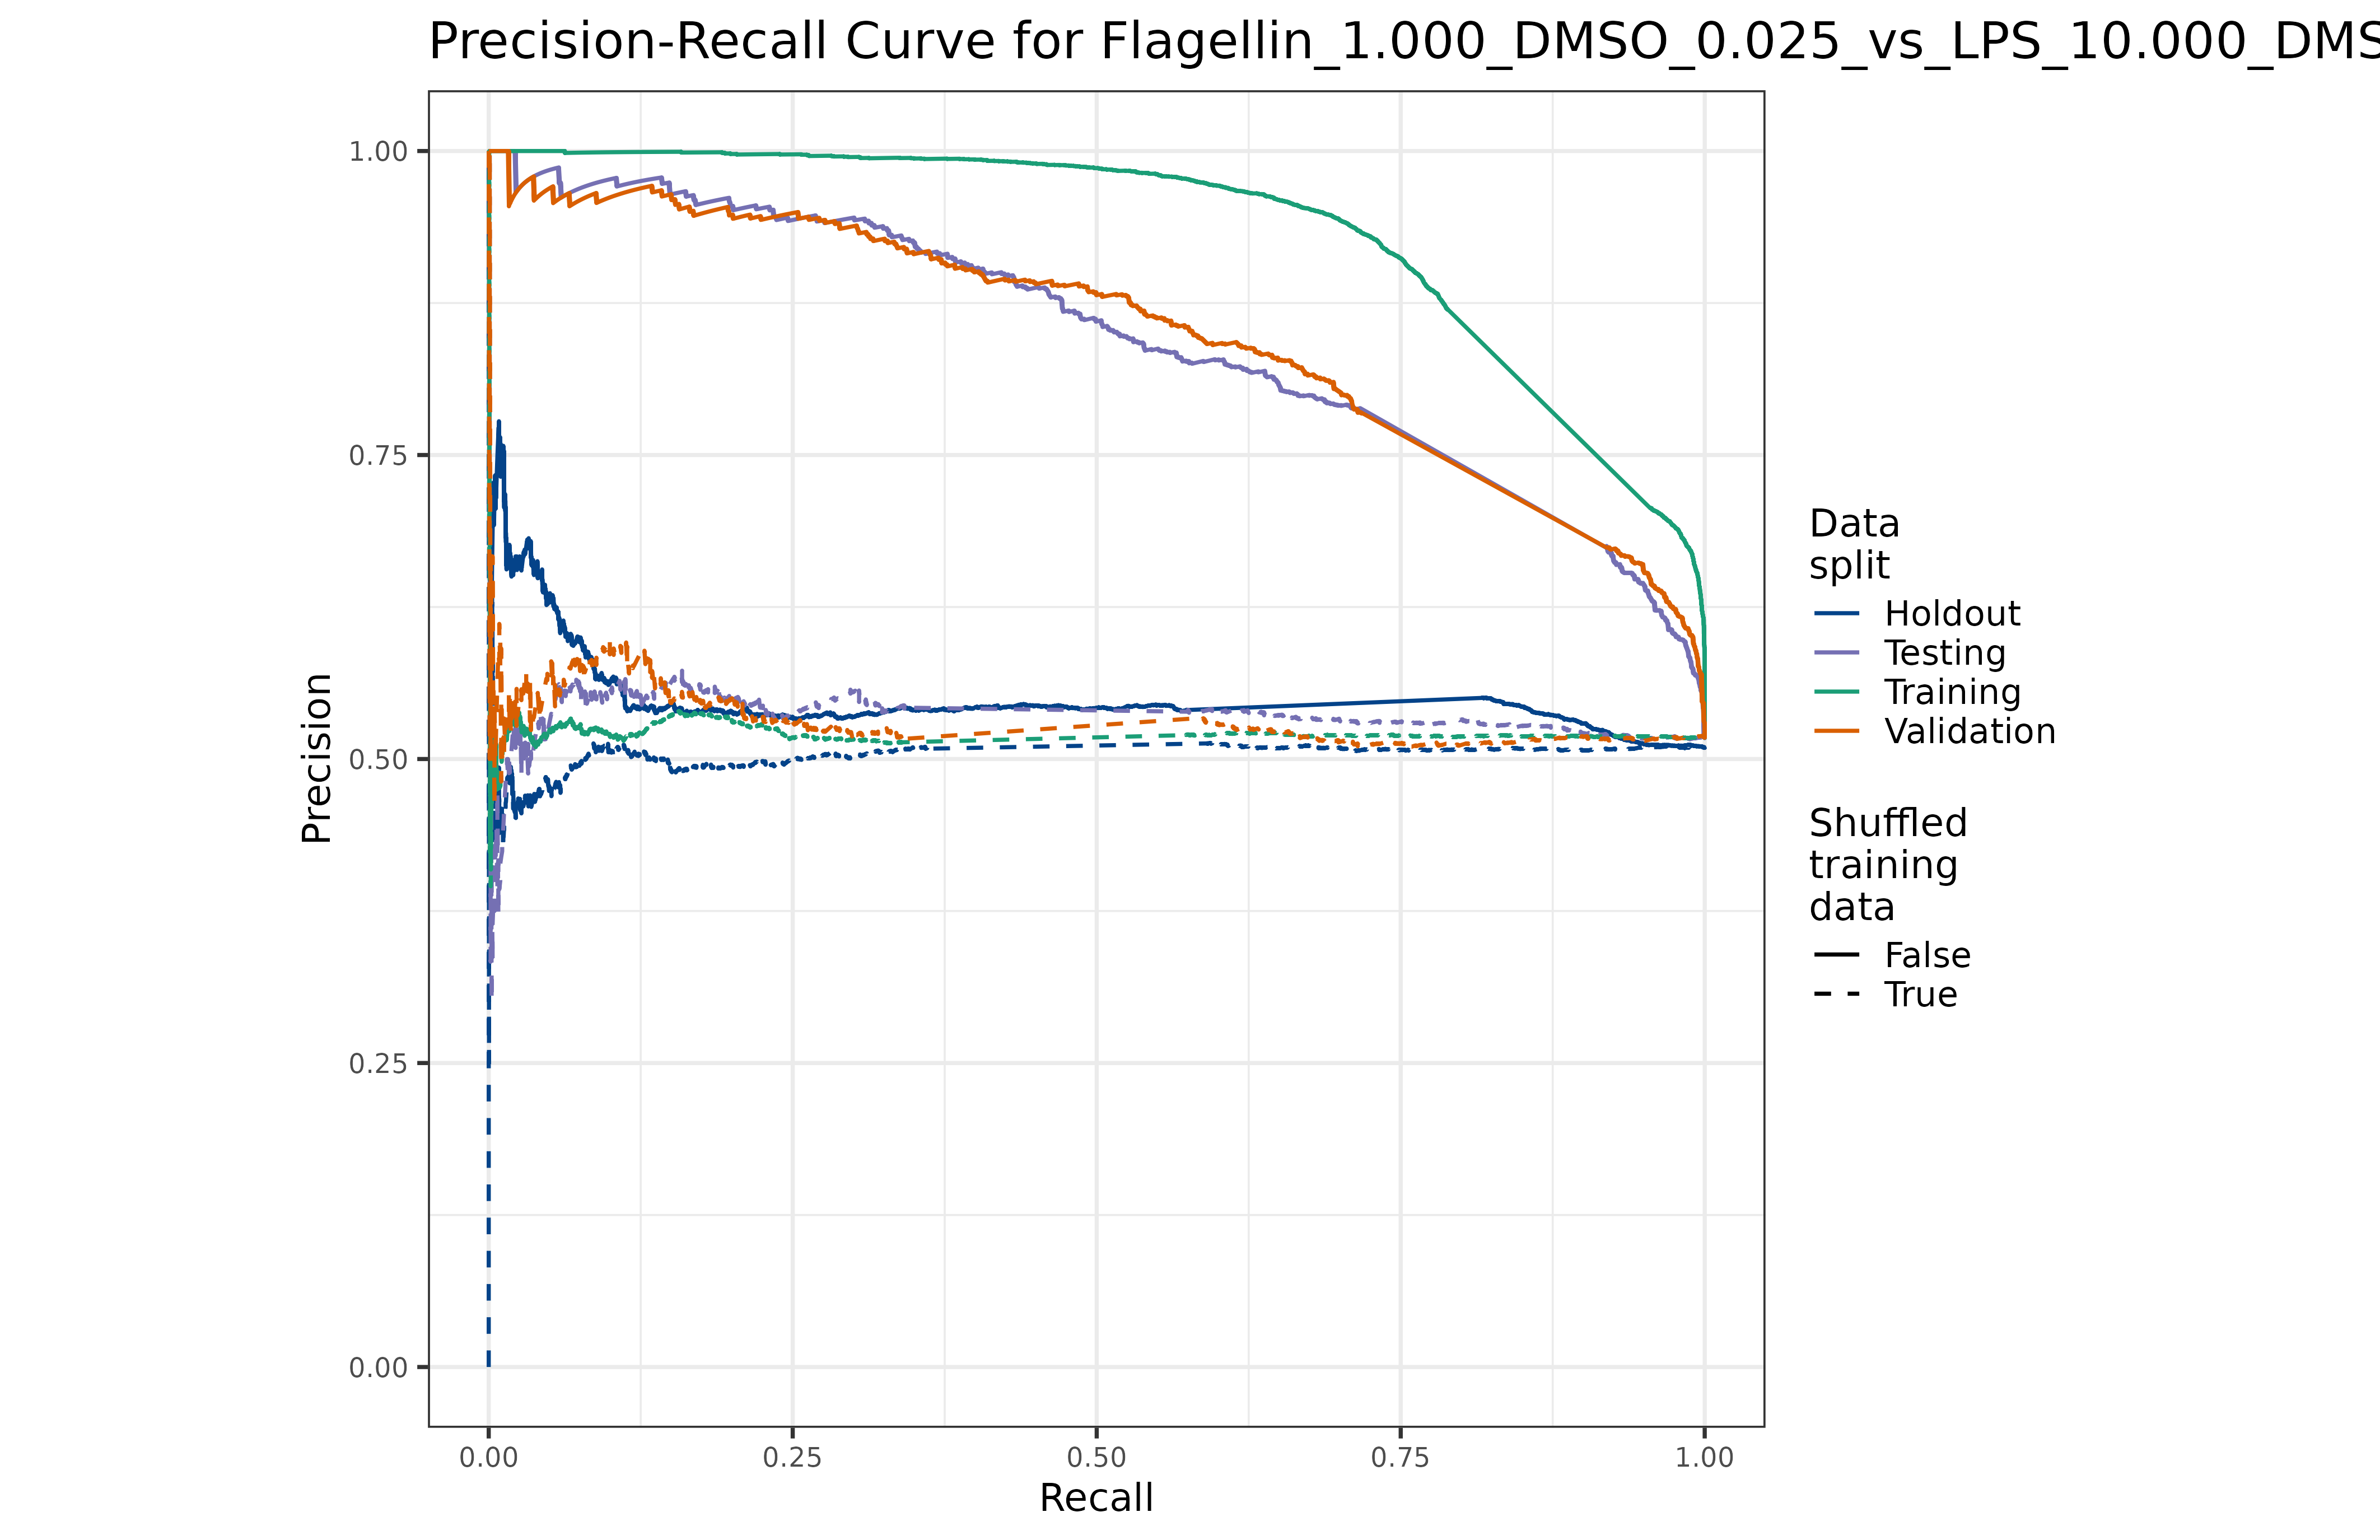 Precision-Recall Curve for Flagellin_1.000_DMSO_0.025_vs_LPS_10.000_DMS
1.00
0.75
0.50
0.25
0.00
Precision
0.00 0.25 0.50 0.75 1.00
Recall
Data
split
Holdout
Testing
Training
Validation
Shuffled
training
data
False
True